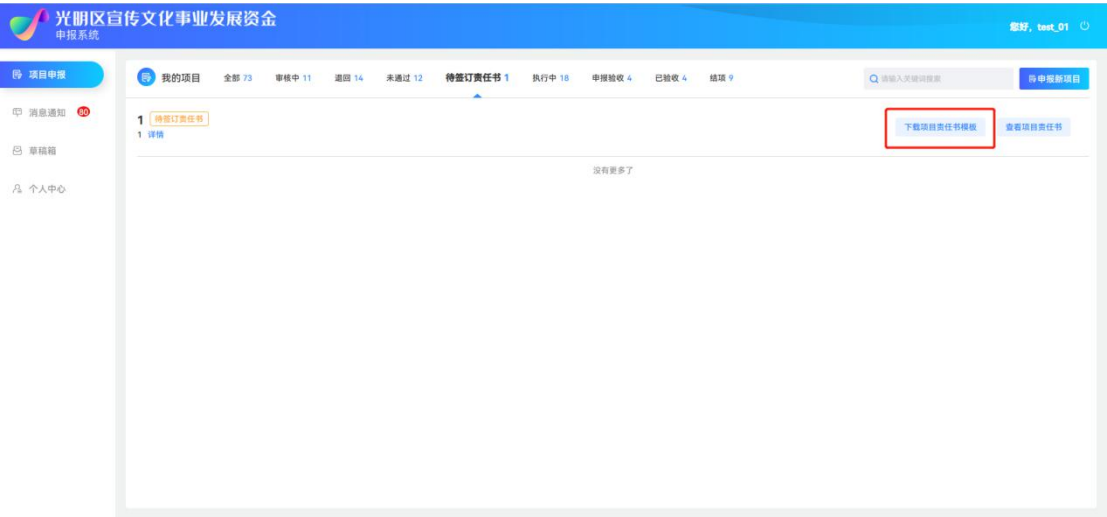 光明区宣传文化事业发展资金
申报系统
您好，test_01
项目申报
消息通知 80
草稿箱
个人中心
我的项目 全部 73 审核中 11 退回 14 未通过 12 待签订责任书 1 执行中 18 申报验收 4 已验收 4 结项 9
请输入关键词搜索
申报新项目
1 待签订责任书
1 详情
下载项目责任书模板 查看项目责任书
没有更多了